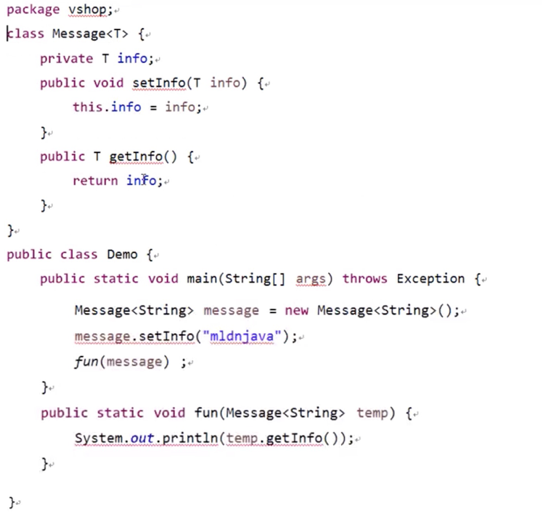 package vshop;
class Message<T> {
    private T info;
    public void setInfo(T info) {
        this.info = info;
    }
    public T getInfo() {
        return info;
    }
}
public class Demo {
    public static void main(String[] args) throws Exception {
        Message<String> message = new Message<String>();
        message.setInfo("mldnjava");
        fun(message) ;
    }
    public static void fun(Message<String> temp) {
        System.out.println(temp.getInfo());
    }
}